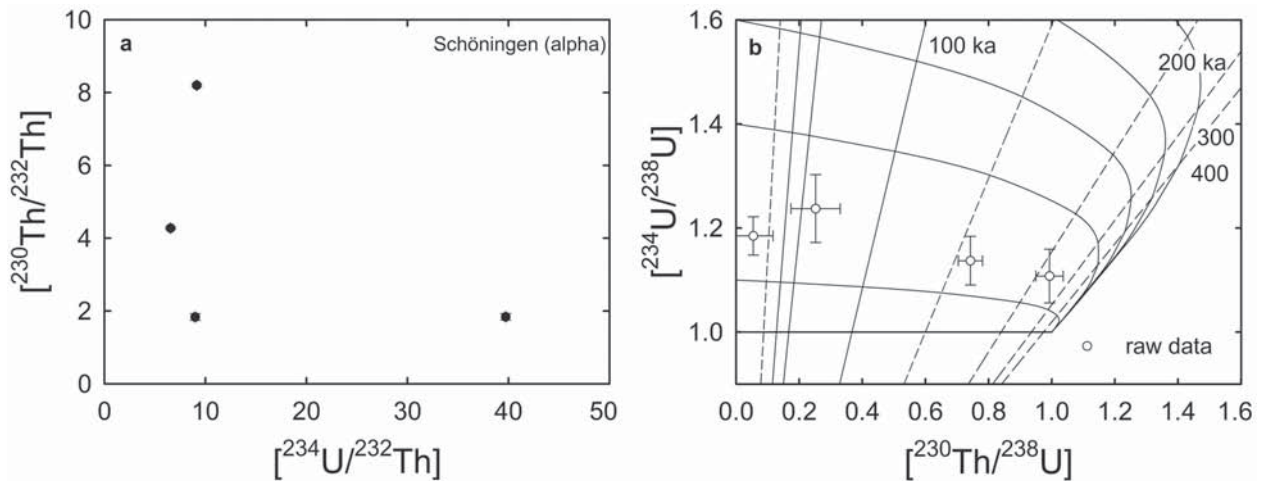 a
Schöningen (alpha)
[²³⁰Th/²³²Th]
10
8
6
4
2
0
0 10 20 30 40 50
[²³⁴U/²³²Th]
b
100 ka
200 ka
300
400
[²³⁴U/²³⁸U]
1.6
1.4
1.2
1.0
raw data
0.0 0.2 0.4 0.6 0.8 1.0 1.2 1.4 1.6
[²³⁰Th/²³⁸U]